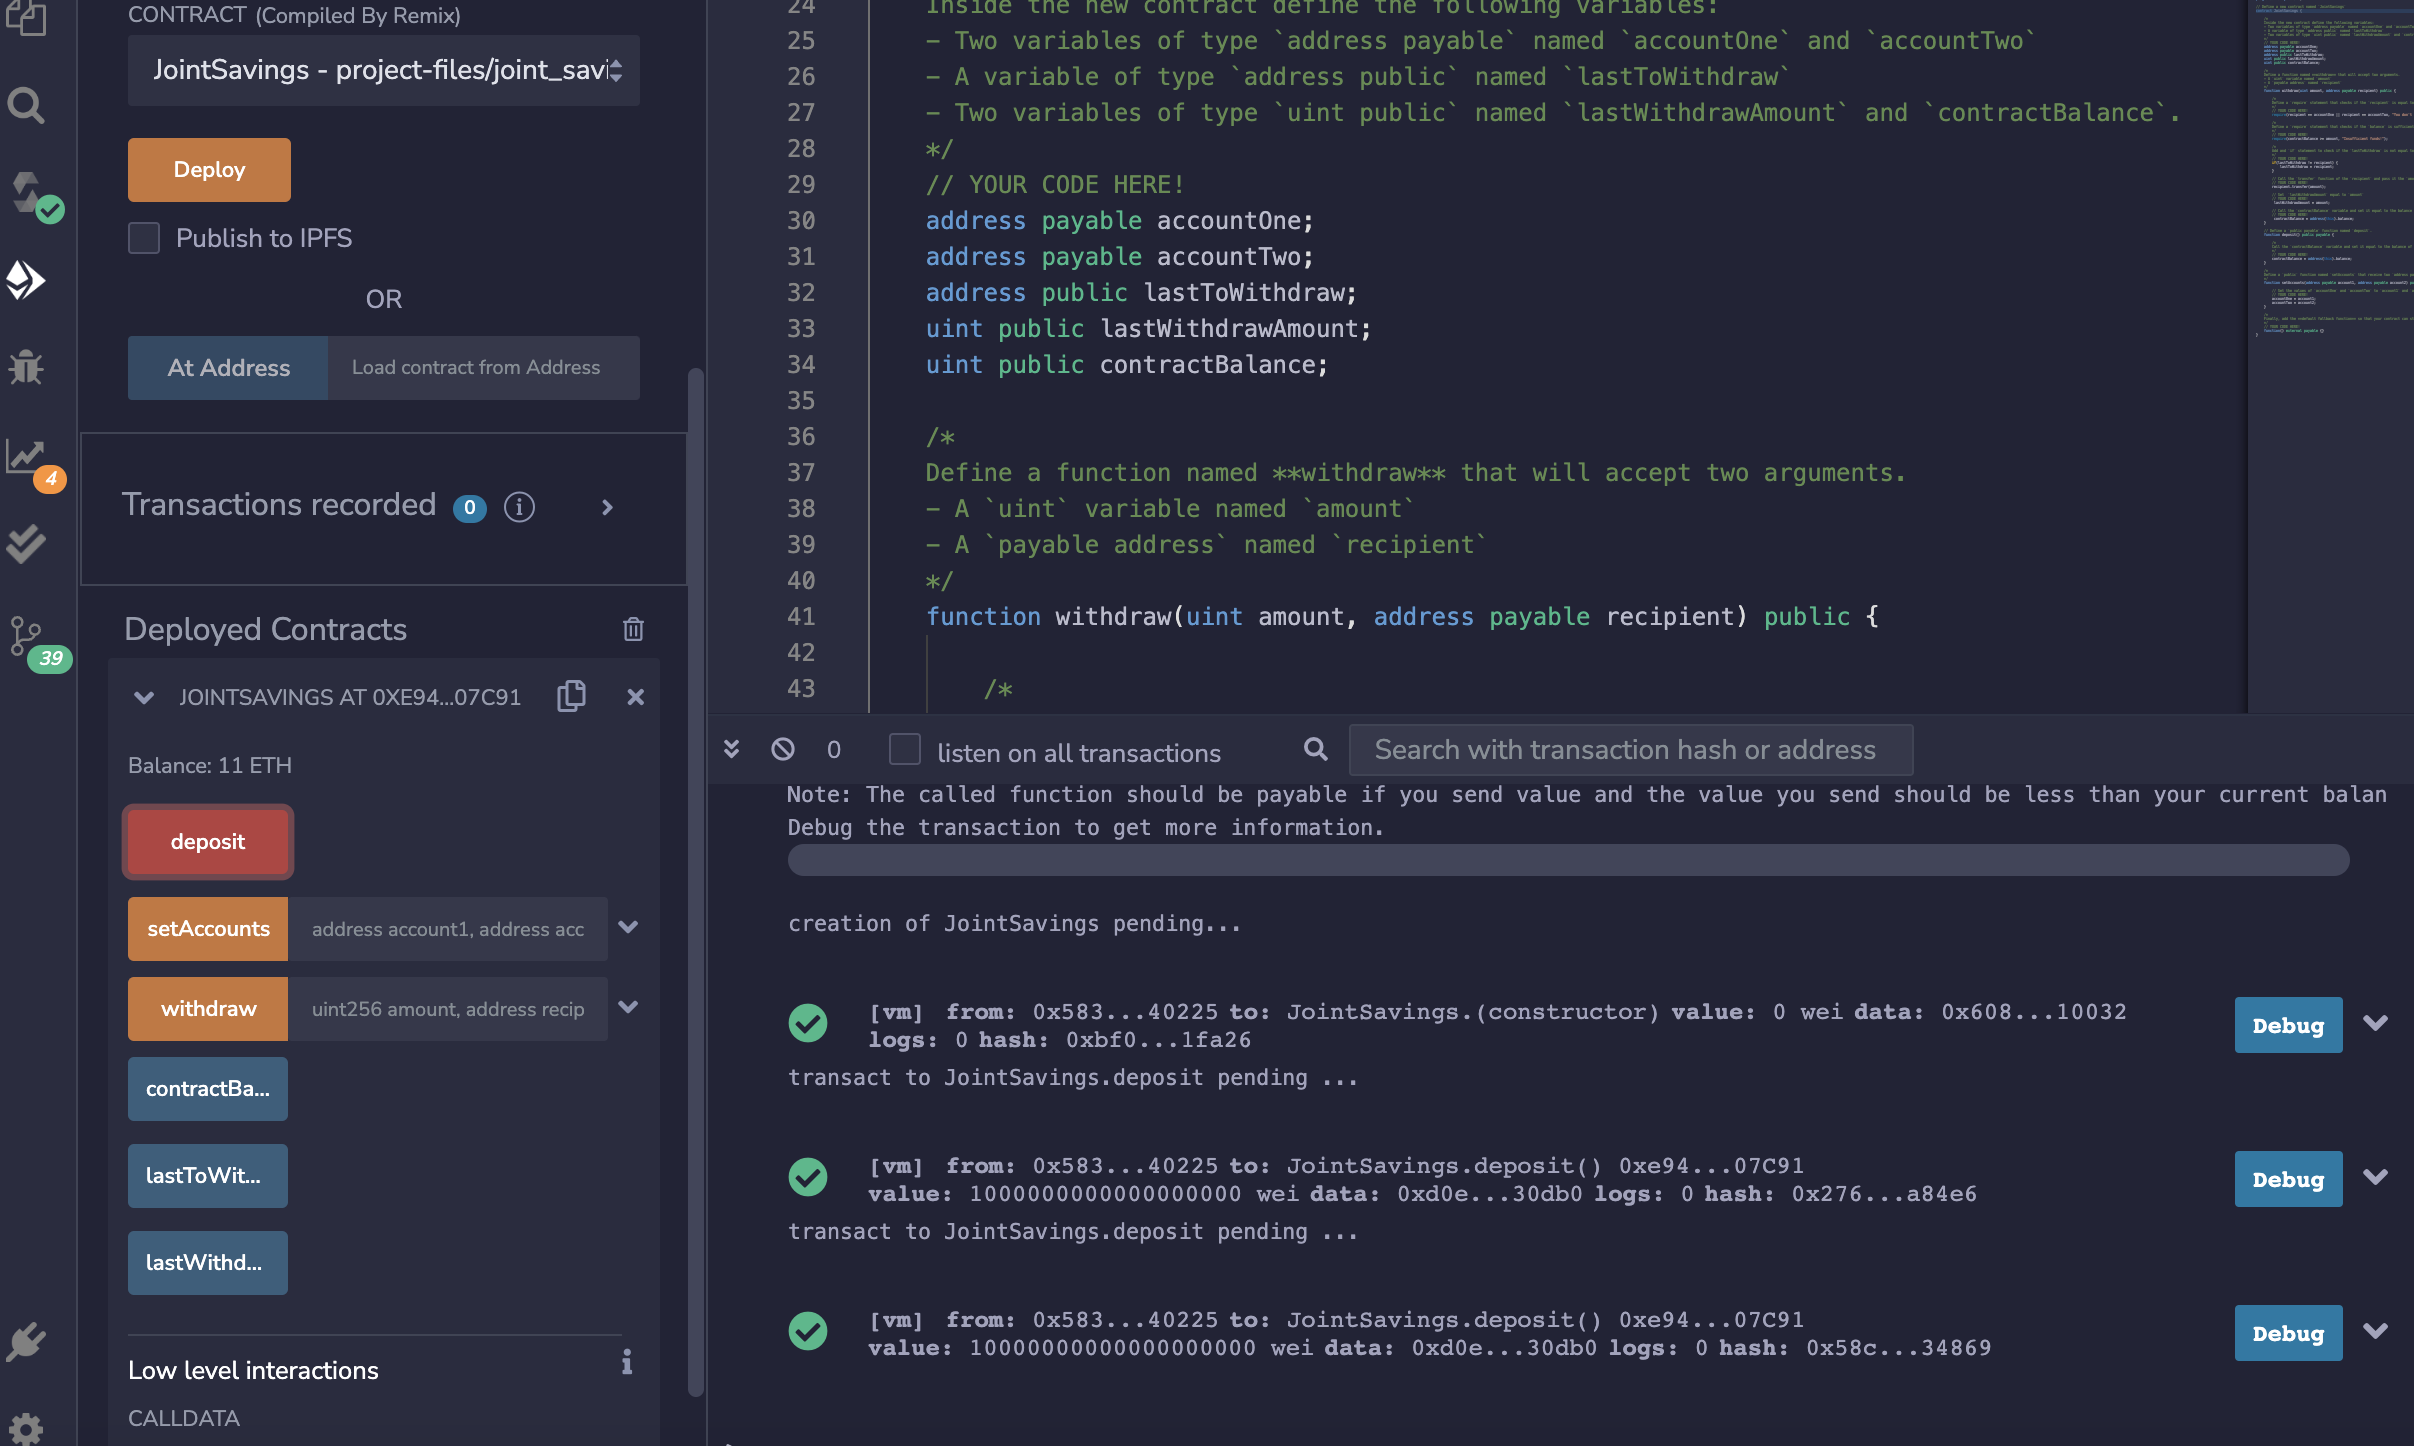 CONTRACT (Compiled By Remix)
JointSavings - project-files/joint_savi
Deploy
Publish to IPFS
OR
At Address
Load contract from Address
4
Transactions recorded 0
39
Deployed Contracts
JOINTSAVINGS AT 0XE94...07C91
Balance: 11 ETH
deposit
setAccounts
address account1, address acc
withdraw
uint256 amount, address recip
contractBa...
lastToWit...
lastWithd...
Low level interactions
CALLDATA
24 Inside the new contract define the following variables:
25 - Two variables of type `address payable` named `accountOne` and `accountTwo`
26 - A variable of type `address public` named `lastToWithdraw`
27 - Two variables of type `uint public` named `lastWithdrawAmount` and `contractBalance`.
28 */
29 // YOUR CODE HERE!
30 address payable accountOne;
31 address payable accountTwo;
32 address public lastToWithdraw;
33 uint public lastWithdrawAmount;
34 uint public contractBalance;
35
36 /*
37 Define a function named **withdraw** that will accept two arguments.
38 - A `uint` variable named `amount`
39 - A `payable address` named `recipient`
40 */
41 function withdraw(uint amount, address payable recipient) public {
42
43 /*
0 listen on all transactions Search with transaction hash or address
Note: The called function should be payable if you send value and the value you send should be less than your current balan
Debug the transaction to get more information.
creation of JointSavings pending...
[vm] from: 0x583...40225 to: JointSavings.(constructor) value: 0 wei data: 0x608...10032
logs: 0 hash: 0xbf0...1fa26
Debug
transact to JointSavings.deposit pending ...
[vm] from: 0x583...40225 to: JointSavings.deposit() 0xe94...07C91
value: 1000000000000000000 wei data: 0xd0e...30db0 logs: 0 hash: 0x276...a84e6
Debug
transact to JointSavings.deposit pending ...
[vm] from: 0x583...40225 to: JointSavings.deposit() 0xe94...07C91
value: 10000000000000000000 wei data: 0xd0e...30db0 logs: 0 hash: 0x58c...34869
Debug